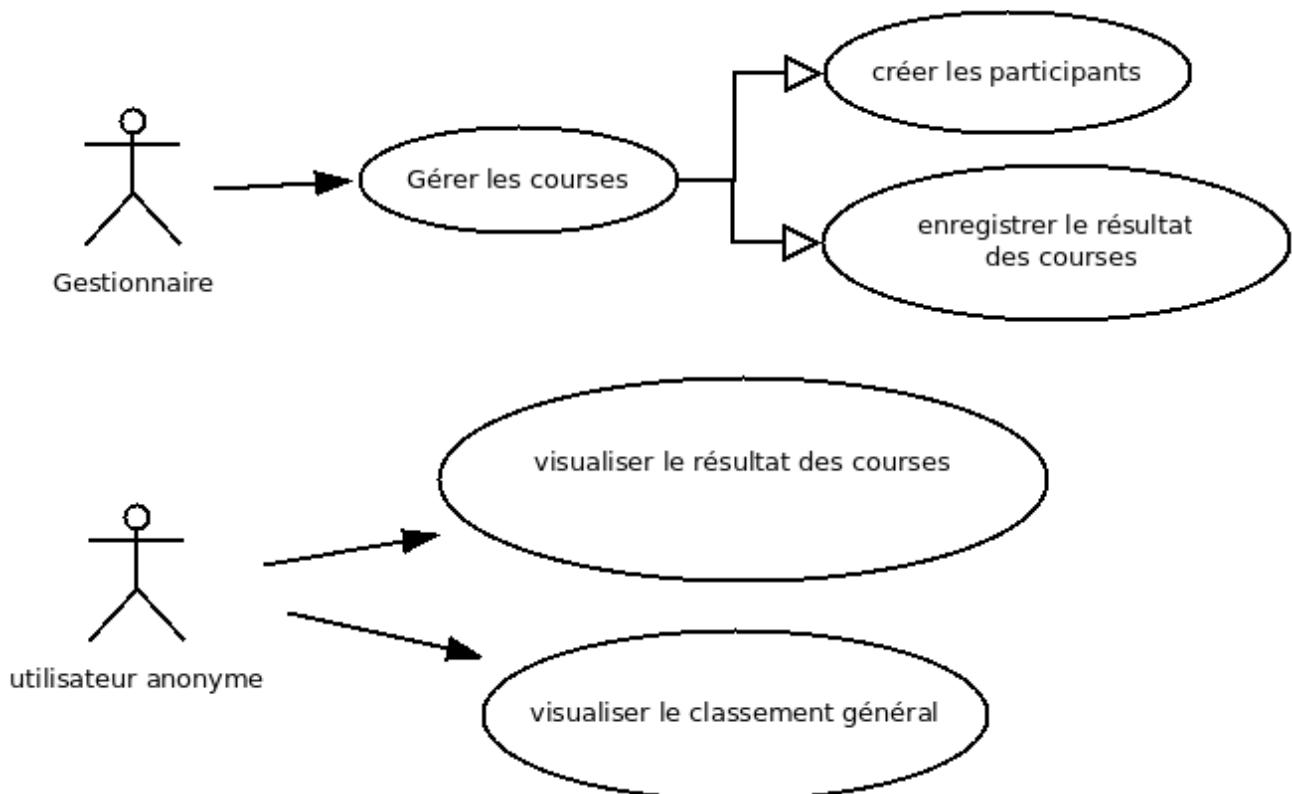 créer les participants
Gérer les courses
enregistrer le résultat
des courses
Gestionnaire
visualiser le résultat des courses
utilisateur anonyme
visualiser le classement général